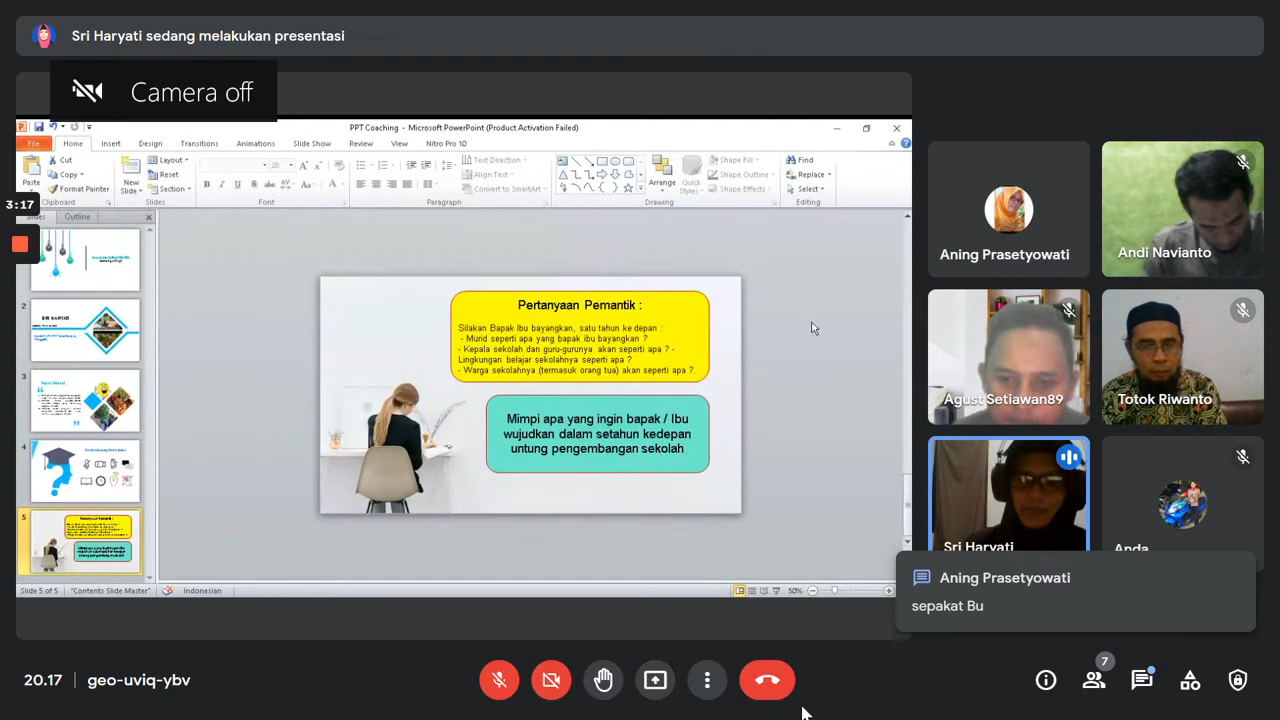 Sri Haryati sedang melakukan presentasi
Camera off
PPT Coaching - Microsoft PowerPoint (Product Activation Failed)
File Home Insert Design Transitions Animations Slide Show Review View Nitro Pro 10
Paste
Cut
Copy
Format Painter
Clipboard
New Slide
Layout
Reset
Section
Slides
Font
Text Direction
Align Text
Convert to SmartArt
Paragraph
Arrange
Quick Styles
Shape Fill
Shape Outline
Shape Effects
Drawing
Find
Replace
Select
Editing
3:17
Slides Outline
2
3
4
5
Pertanyaan Pemantik :
Silakan Bapak Ibu bayangkan, satu tahun ke depan :
- Murid seperti apa yang bapak ibu bayangkan ?
- Kepala sekolah dan guru-gurunya akan seperti apa ? -
Lingkungan belajar sekolahnya seperti apa ?
- Warga sekolahnya (termasuk orang tua) akan seperti apa ?.
Mimpi apa yang ingin bapak / Ibu
wujudkan dalam setahun kedepan
untung pengembangan sekolah
Slide 5 of 5 "Contents Slide Master" Indonesian 50%
Aning Prasetyowati
Andi Navianto
Agust Setiawan89
Totok Riwanto
Sri Haryati
Anda
Aning Prasetyowati
sepakat Bu
20.17 | geo-uviq-ybv
7